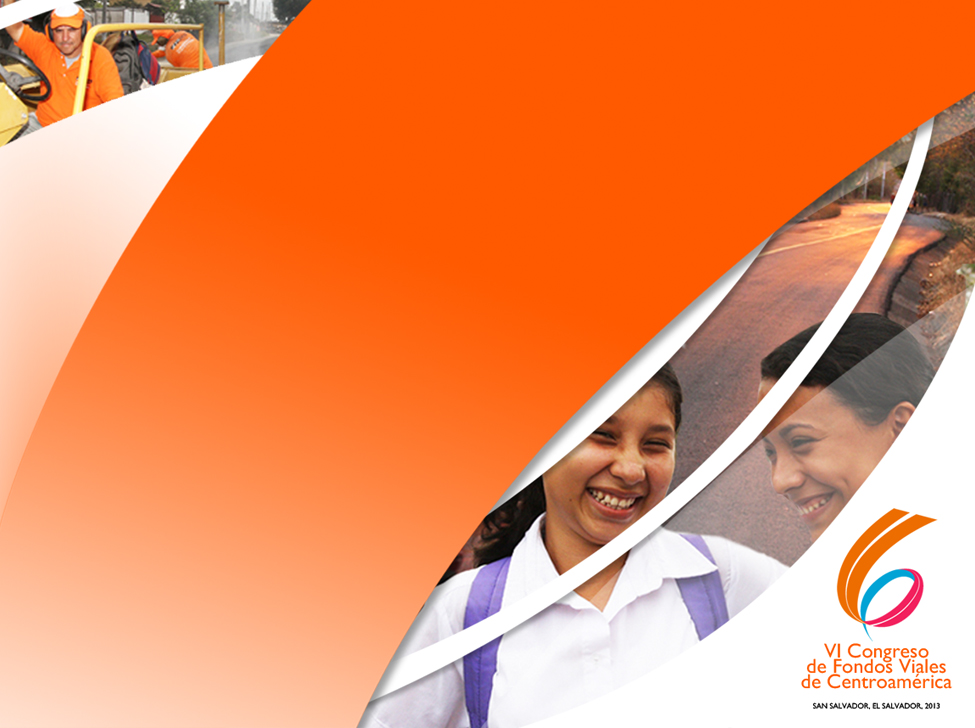 VI Congreso
de Fondos Viales
de Centroamérica
SAN SALVADOR, EL SALVADOR, 2013